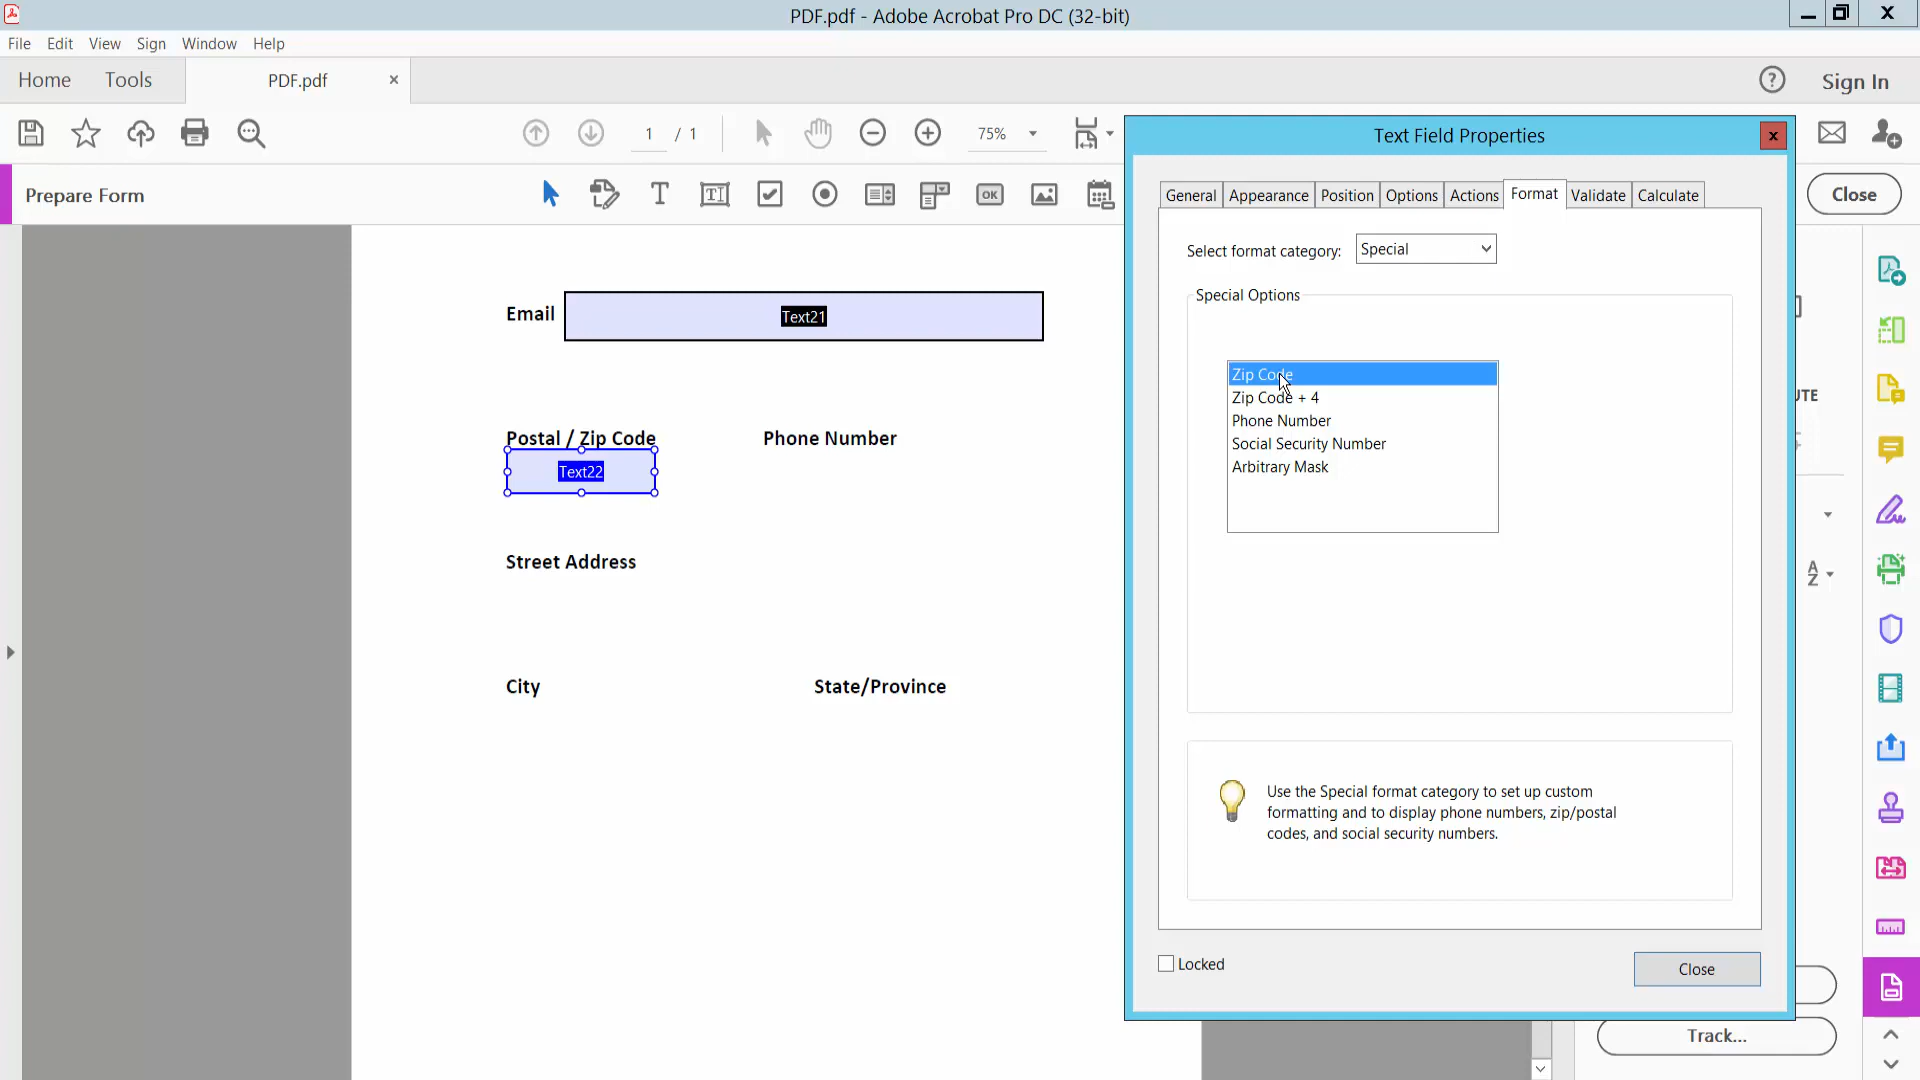 PDF.pdf - Adobe Acrobat Pro DC (32-bit)
File Edit View Sign Window Help
Home Tools PDF.pdf × Sign In
1 / 1 75%
Prepare Form OK Close
Text Field Properties
General Appearance Position Options Actions Format Validate Calculate
Select format category: Special
Special Options
Zip Code
Zip Code + 4
Phone Number
Social Security Number
Arbitrary Mask
Use the Special format category to set up custom
formatting and to display phone numbers, zip/postal
codes, and social security numbers.
Locked
Close
Email Text21
Postal / Zip Code Phone Number
Text22
Street Address
City State/Province
UTE
A
Z
Track...